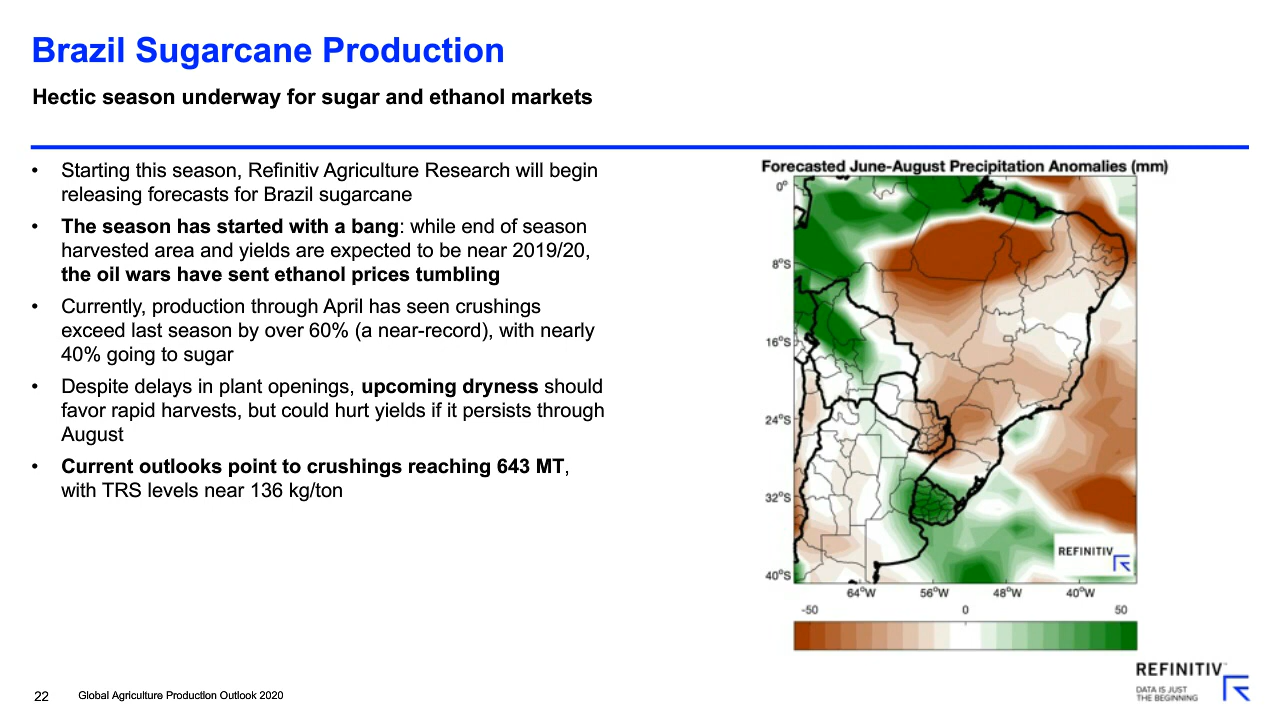 Brazil Sugarcane Production
Hectic season underway for sugar and ethanol markets
• Starting this season, Refinitiv Agriculture Research will begin
releasing forecasts for Brazil sugarcane
• The season has started with a bang: while end of season
harvested area and yields are expected to be near 2019/20,
the oil wars have sent ethanol prices tumbling
• Currently, production through April has seen crushings
exceed last season by over 60% (a near-record), with nearly
40% going to sugar
• Despite delays in plant openings, upcoming dryness should
favor rapid harvests, but could hurt yields if it persists through
August
• Current outlooks point to crushings reaching 643 MT,
with TRS levels near 136 kg/ton
Forecasted June-August Precipitation Anomalies (mm)
0°
8°S
16°S
24°S
32°S
40°S
64°W 56°W 48°W 40°W
REFINITIV
-50 0 50
22 Global Agriculture Production Outlook 2020
REFINITIV
DATA IS JUST
THE BEGINNING